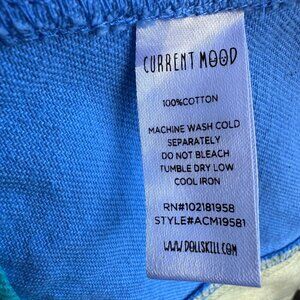 CURRENT MOOD
100%COTTON
MACHINE WASH COLD
SEPARATELY
DO NOT BLEACH
TUMBLE DRY LOW
COOL IRON
RN#102181958
STYLE#ACM19581
WWW.DOLLSKILL.COM